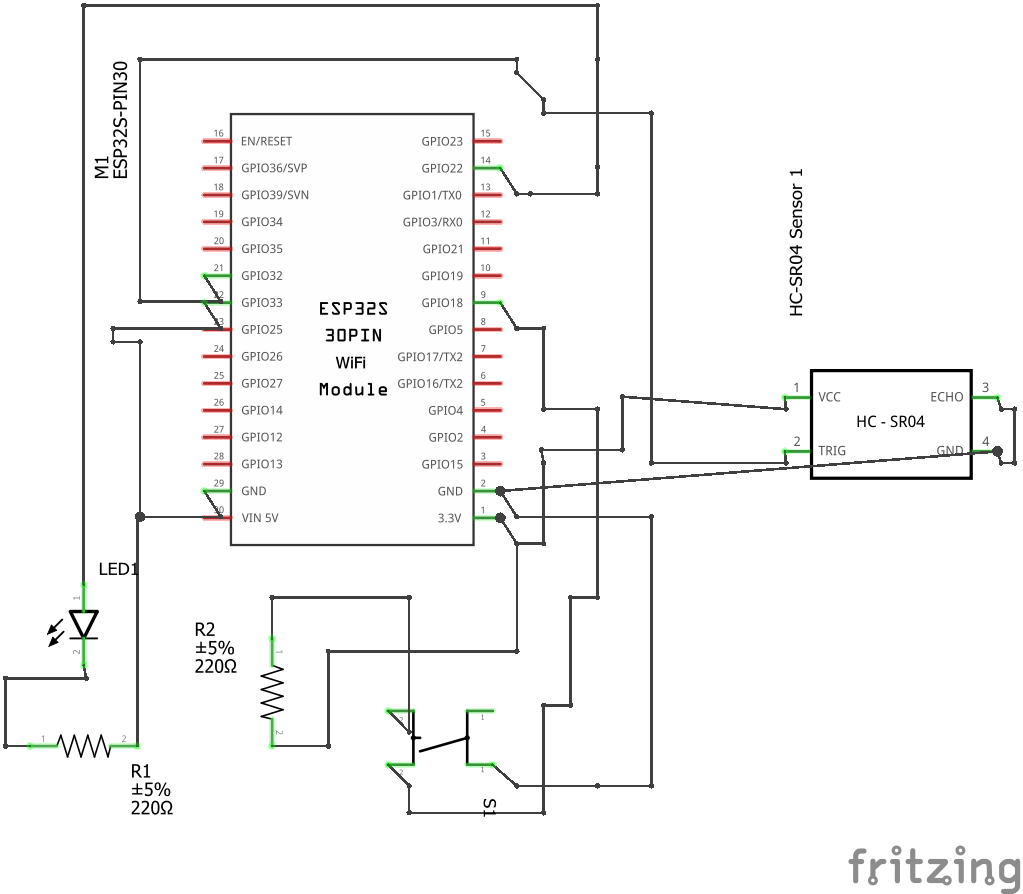 M1
ESP32S-PIN30
16 EN/RESET GPIO23 15
17 GPIO36/SVP GPIO22 14
18 GPIO39/SVN GPIO1/TX0 13
19 GPIO34 GPIO3/RX0 12
20 GPIO35 GPIO21 11
21 GPIO32 GPIO19 10
22 GPIO33 GPIO18 9
23 GPIO25 GPIO5 8
24 GPIO26 GPIO17/TX2 7
25 GPIO27 GPIO16/TX2 6
26 GPIO14 GPIO4 5
27 GPIO12 GPIO2 4
28 GPIO13 GPIO15 3
29 GND GND 2
30 VIN 5V 3.3V 1
ESP32S
30PIN
WiFi
Module
HC-SR04 Sensor 1
1 VCC ECHO 3
HC - SR04
2 TRIG GND 4
LED1
1
2
1 2
R1
±5%
220Ω
R2
±5%
220Ω
1
2
2 1
2 1
S1
fritzing